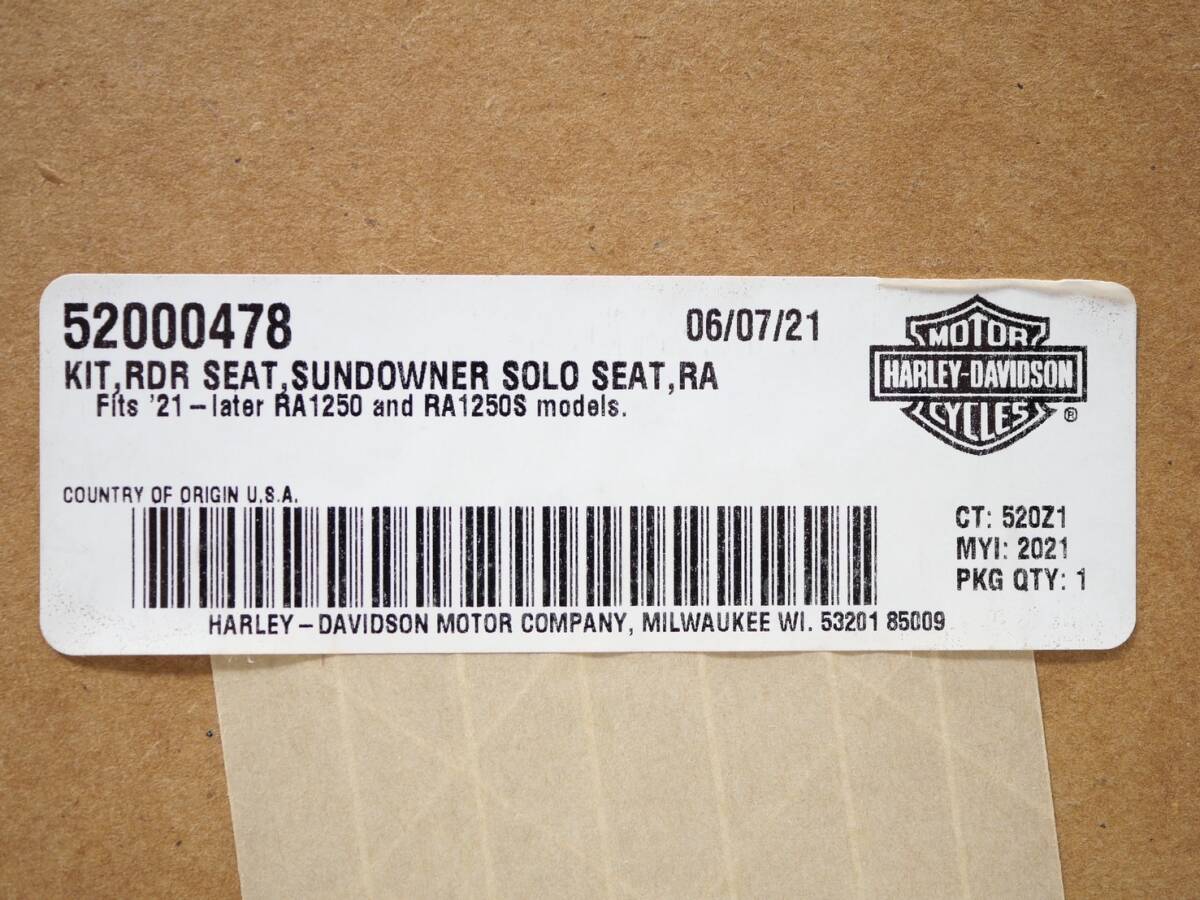 52000478
06/07/21
KIT,RDR SEAT,SUNDOWNER SOLO SEAT,RA
Fits '21-later RA1250 and RA1250S models.
MOTOR
HARLEY-DAVIDSON
CYCLES
®
COUNTRY OF ORIGIN U.S.A.
CT: 520Z1
MYI: 2021
PKG QTY: 1
HARLEY-DAVIDSON MOTOR COMPANY, MILWAUKEE WI. 53201 85009